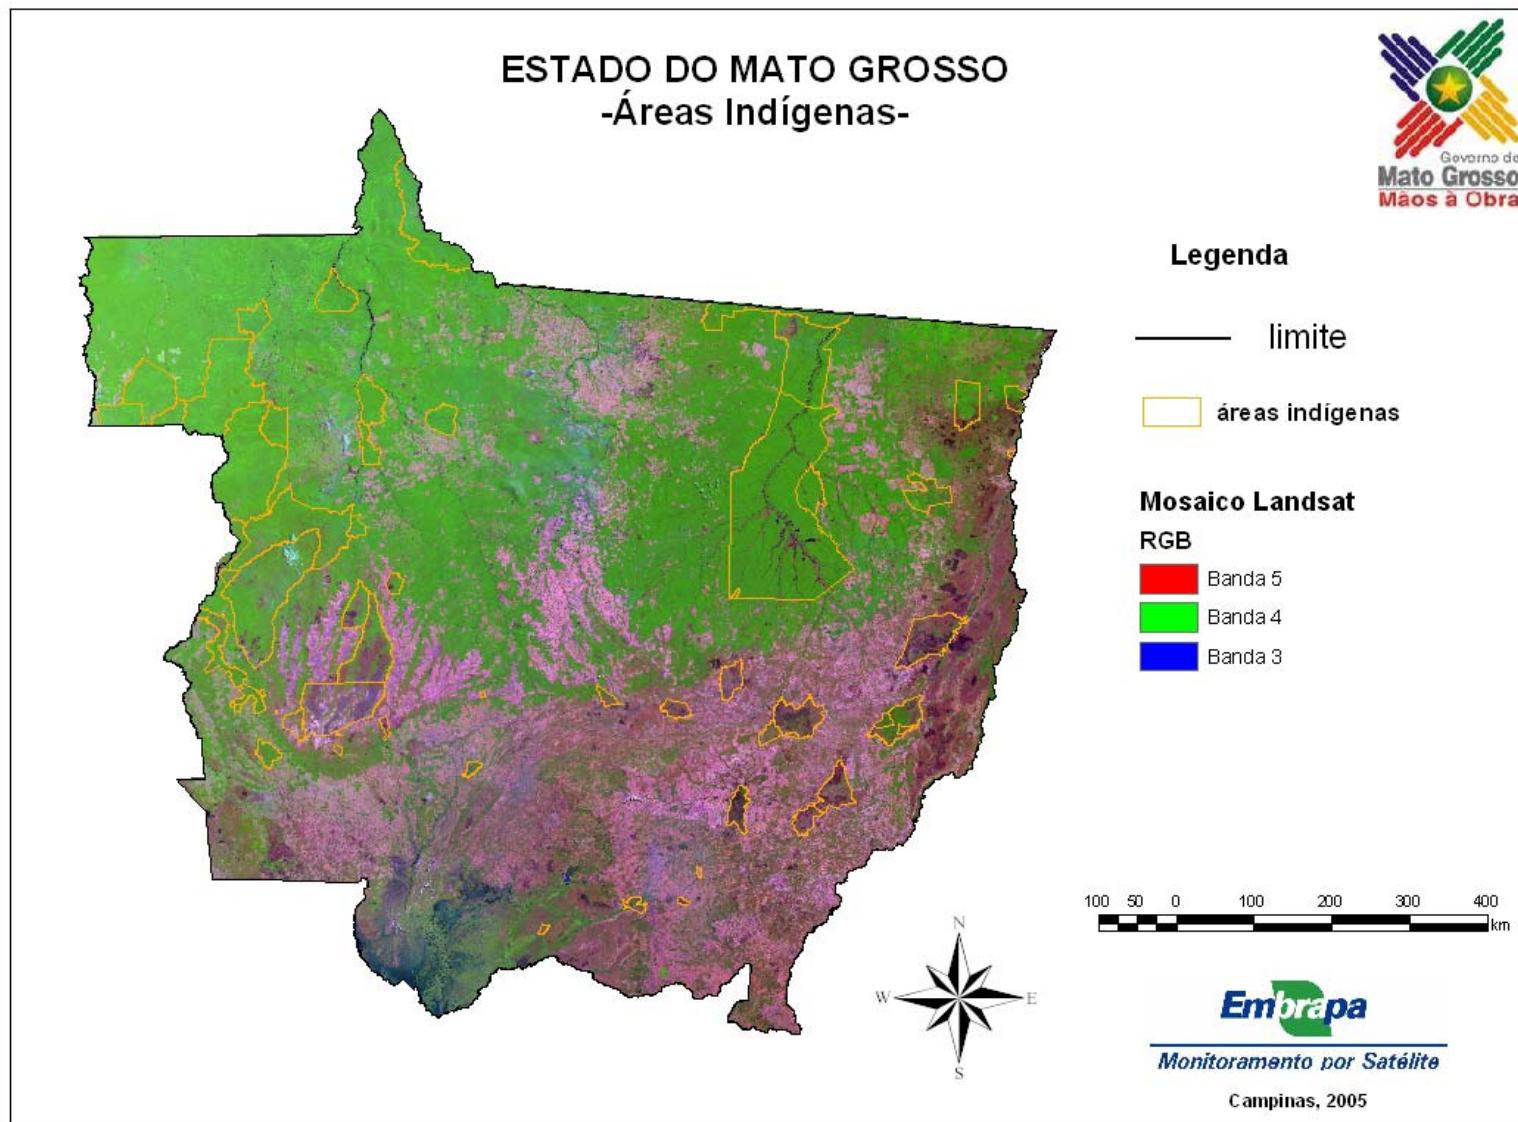 ESTADO DO MATO GROSSO
-Áreas Indígenas-
Governo de
Mato Grosso
Mãos à Obra
Legenda
limite
áreas indígenas
Mosaico Landsat
RGB
Banda 5
Banda 4
Banda 3
100 50 0 100 200 300 400
km
N
W E
S
Embrapa
Monitoramento por Satélite
Campinas, 2005